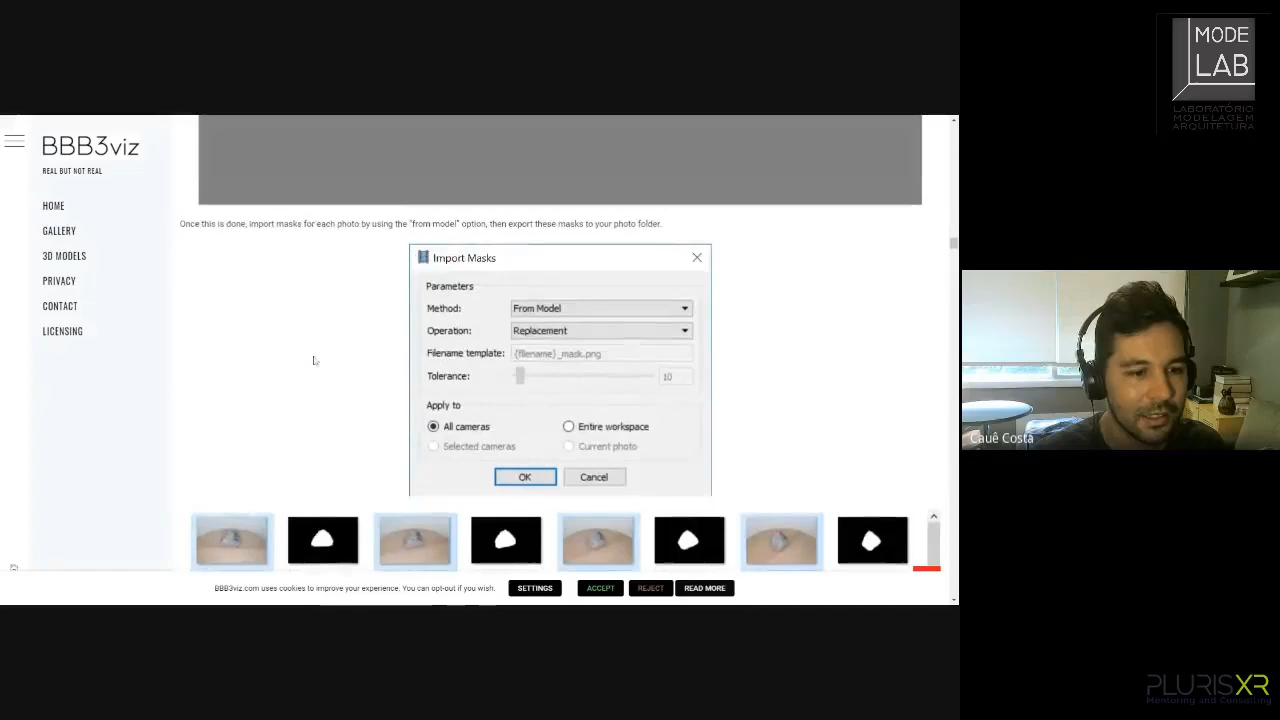 MODE
LAB
LABORATÓRIO
MODELAGEM
ARQUITETURA
BBB3viz
REAL BUT NOT REAL
HOME
GALLERY
3D MODELS
PRIVACY
CONTACT
LICENSING
Once this is done, import masks for each photo by using the "from model" option, then export these masks to your photo folder.
Import Masks
Parameters
Method: From Model
Operation: Replacement
Filename template: {filename}_mask.png
Tolerance: 10
Apply to
All cameras Entire workspace
Selected cameras Current photo
OK Cancel
BBB3viz.com uses cookies to improve your experience. You can opt-out if you wish. SETTINGS ACCEPT REJECT READ MORE
Cauê Costa
PLURISXR
Mentoring and Consulting